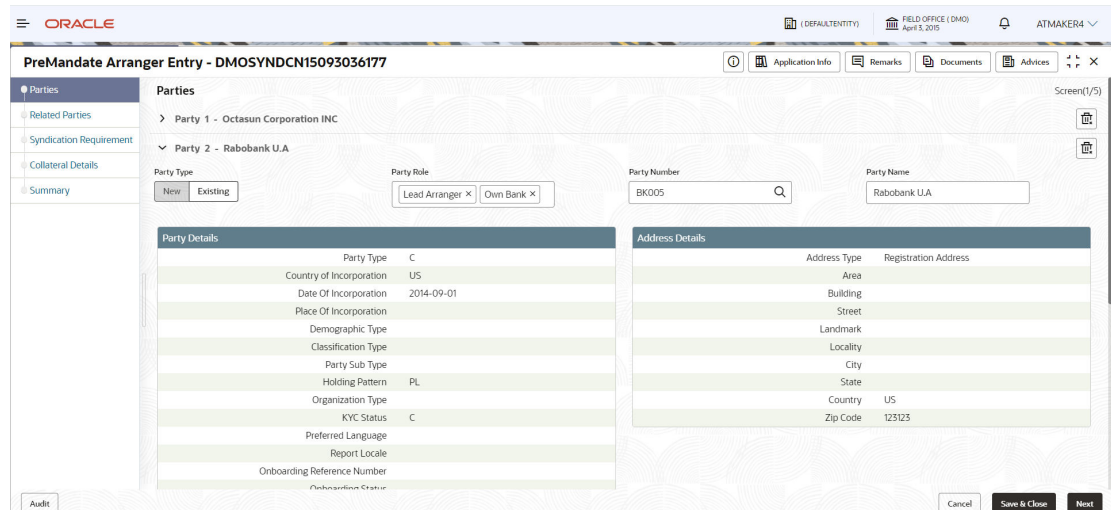 ORACLE
( DEFAULTENTITY)
FIELD OFFICE ( DMO)
April 3, 2015
ATMAKER4
PreMandate Arranger Entry - DMOSYNDCN15093036177
Application Info
Remarks
Documents
Advices
Parties
Related Parties
Syndication Requirement
Collateral Details
Summary
Parties
Screen(1/5)
Party 1 - Octasun Corporation INC
Party 2 - Rabobank U.A
Party Type
Party Role
Party Number
Party Name
New Existing
Lead Arranger × Own Bank ×
BK005
Rabobank U.A
Party Details
Party Type C
Country of Incorporation US
Date Of Incorporation 2014-09-01
Place Of Incorporation
Demographic Type
Classification Type
Party Sub Type
Holding Pattern PL
Organization Type
KYC Status C
Preferred Language
Report Locale
Onboarding Reference Number
Onboarding Status
Address Details
Address Type Registration Address
Area
Building
Street
Landmark
Locality
City
State
Country US
Zip Code 123123
Audit
Cancel
Save & Close
Next